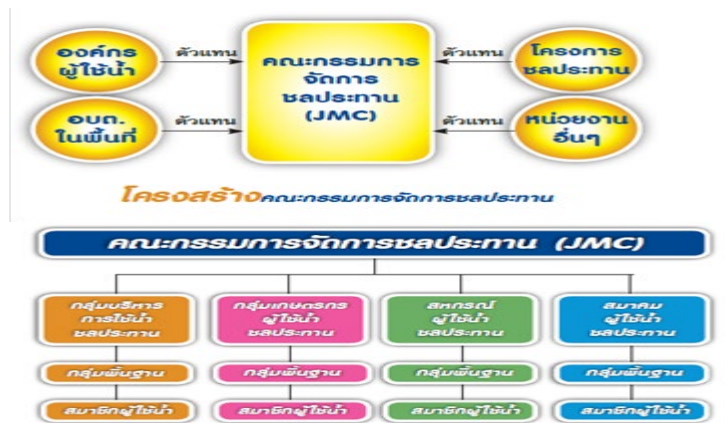 องค์กร
ผู้ใช้น้ำ
ตัวแทน
คณะกรรมการ
จัดการ
ชลประทาน
(JMC)
ตัวแทน
โครงการ
ชลประทาน
อบต.
ในพื้นที่
ตัวแทน
ตัวแทน
หน่วยงาน
อื่นๆ
โครงสร้างคณะกรรมการจัดการชลประทาน
คณะกรรมการจัดการชลประทาน (JMC)
กลุ่มบริหาร
การใช้น้ำ
ชลประทาน
กลุ่มเกษตรกร
ผู้ใช้น้ำ
ชลประทาน
สหกรณ์
ผู้ใช้น้ำ
ชลประทาน
สมาคม
ผู้ใช้น้ำ
ชลประทาน
กลุ่มพื้นฐาน
กลุ่มพื้นฐาน
กลุ่มพื้นฐาน
กลุ่มพื้นฐาน
สมาชิกผู้ใช้น้ำ
สมาชิกผู้ใช้น้ำ
สมาชิกผู้ใช้น้ำ
สมาชิกผู้ใช้น้ำ